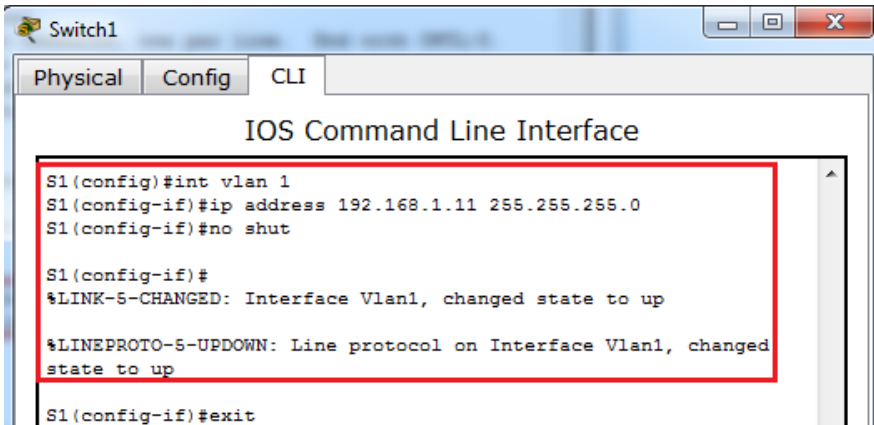 Switch1
Physical Config CLI
IOS Command Line Interface
S1(config)#int vlan 1
S1(config-if)#ip address 192.168.1.11 255.255.255.0
S1(config-if)#no shut
S1(config-if)#
%LINK-5-CHANGED: Interface Vlan1, changed state to up
%LINEPROTO-5-UPDOWN: Line protocol on Interface Vlan1, changed
state to up
S1(config-if)#exit